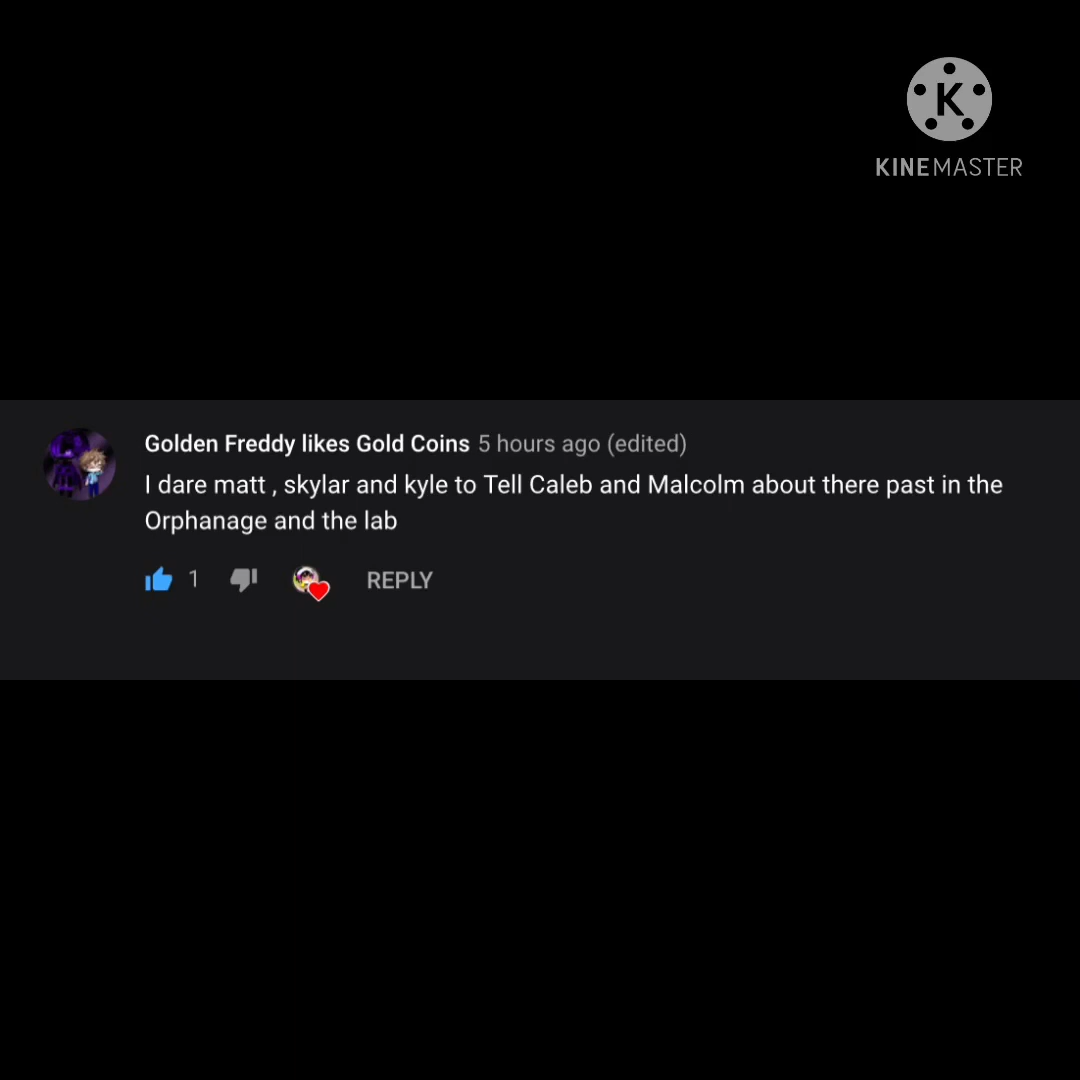 K
KINEMASTER
Golden Freddy likes Gold Coins 5 hours ago (edited)
I dare matt , skylar and kyle to Tell Caleb and Malcolm about there past in the
Orphanage and the lab
1 REPLY